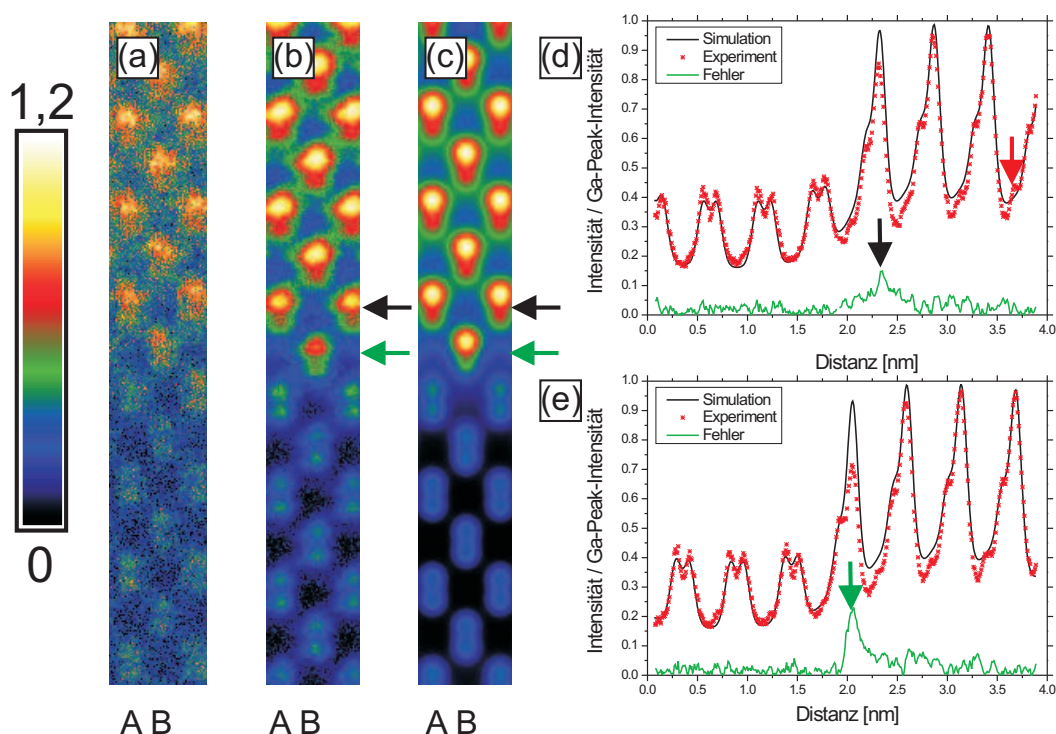 (a)
(b)
(c)
(d)
1,2
0
A B
A B
A B
Intensität / Ga-Peak-Intensität
1.0
0.9
0.8
0.7
0.6
0.5
0.4
0.3
0.2
0.1
0.0
Simulation
Experiment
Fehler
0.0 0.5 1.0 1.5 2.0 2.5 3.0 3.5 4.0
Distanz [nm]
(e)
Intensität / Ga-Peak-Intensität
1.0
0.9
0.8
0.7
0.6
0.5
0.4
0.3
0.2
0.1
0.0
Simulation
Experiment
Fehler
0.0 0.5 1.0 1.5 2.0 2.5 3.0 3.5 4.0
Distanz [nm]